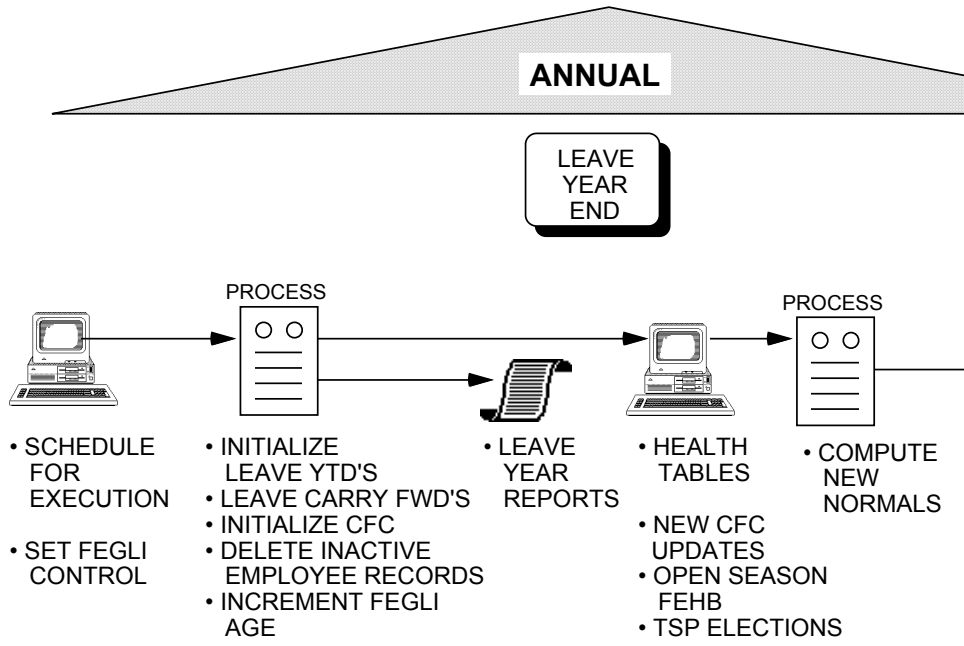 ANNUAL
LEAVE
YEAR
END
PROCESS
PROCESS
• SCHEDULE
FOR
EXECUTION
• SET FEGLI
CONTROL
• INITIALIZE
LEAVE YTD'S
• LEAVE CARRY FWD'S
• INITIALIZE CFC
• DELETE INACTIVE
EMPLOYEE RECORDS
• INCREMENT FEGLI
AGE
• LEAVE
YEAR
REPORTS
• HEALTH
TABLES
• NEW CFC
UPDATES
• OPEN SEASON
FEHB
• TSP ELECTIONS
• COMPUTE
NEW
NORMALS